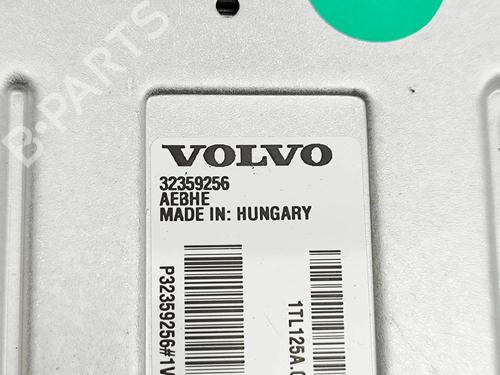 VOLVO
32359256
AEBHE
MADE IN: HUNGARY
P32359256#1V
1TL125A.
B-PARTS